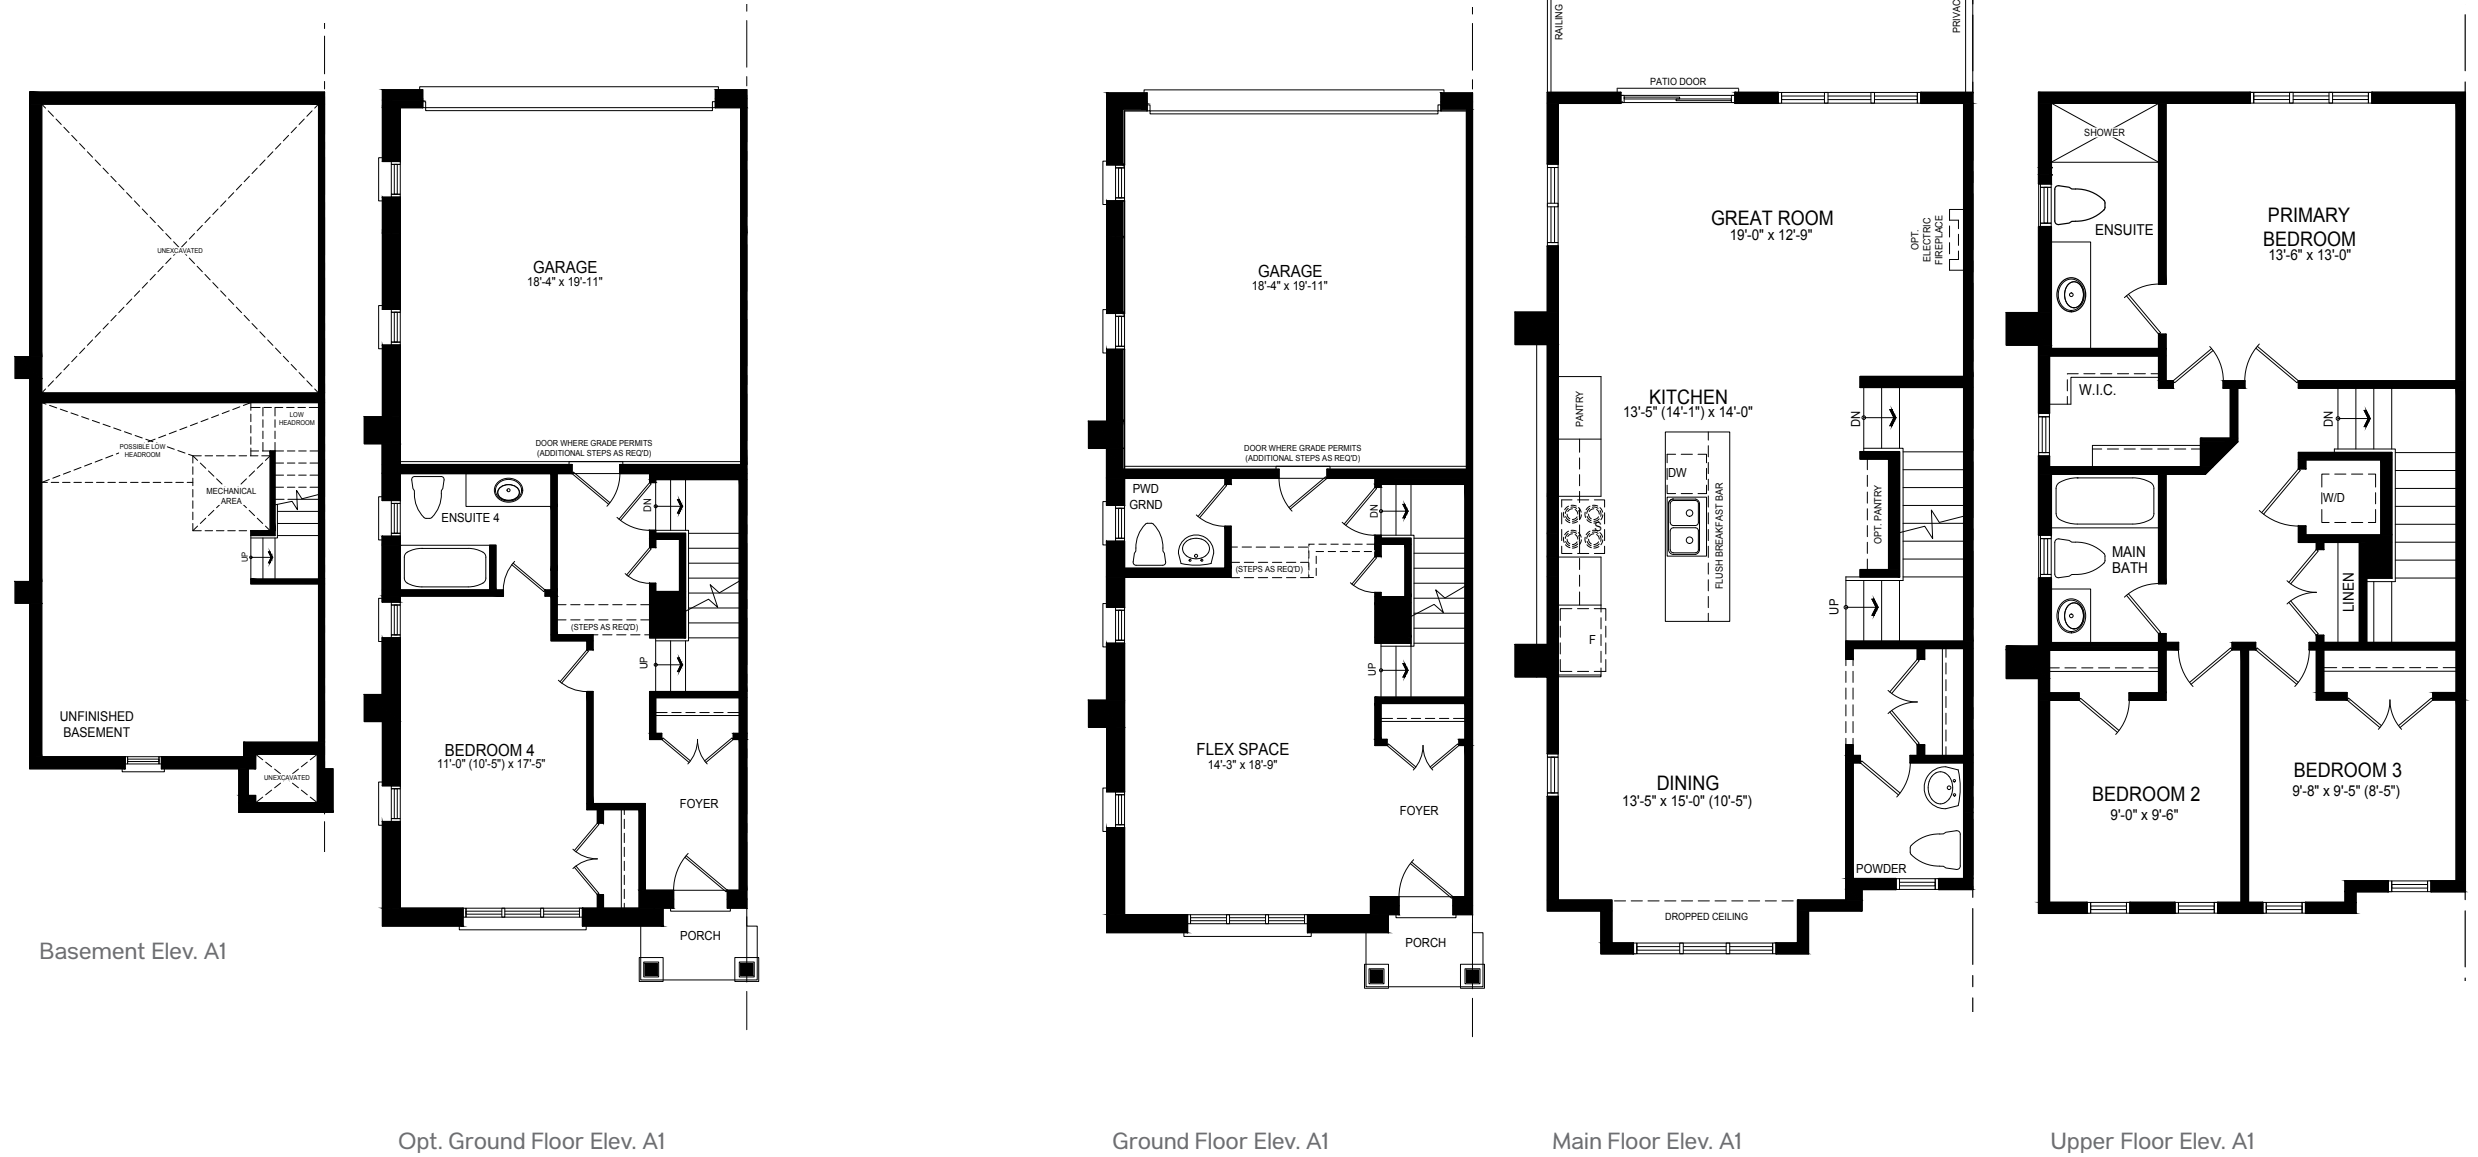 UNEXCAVATED
LOW
HEADROOM
POSSIBLE LOW
HEADROOM
MECHANICAL
AREA
UP
UNFINISHED
BASEMENT
UNEXCAVATED
Basement Elev. A1
GARAGE
18'-4" x 19'-11"
DOOR WHERE GRADE PERMITS
(ADDITIONAL STEPS AS REQ'D)
ENSUITE 4
DN
(STEPS AS REQ'D)
UP
BEDROOM 4
11'-0" (10'-5") x 17'-5"
FOYER
PORCH
Opt. Ground Floor Elev. A1
GARAGE
18'-4" x 19'-11"
DOOR WHERE GRADE PERMITS
(ADDITIONAL STEPS AS REQ'D)
PWD
GRND
DN
(STEPS AS REQ'D)
UP
FLEX SPACE
14'-3" x 18'-9"
FOYER
PORCH
Ground Floor Elev. A1
RAILING
PRIVAC
PATIO DOOR
GREAT ROOM
19'-0" x 12'-9"
OPT.
ELECTRIC
FIREPLACE
PANTRY
KITCHEN
13'-5" (14'-1") x 14'-0"
DN
DW
FLUSH BREAKFAST BAR
OPT. PANTRY
S
F
UP
DINING
13'-5" x 15'-0" (10'-5")
POWDER
DROPPED CEILING
Main Floor Elev. A1
SHOWER
ENSUITE
PRIMARY
BEDROOM
13'-6" x 13'-0"
W.I.C.
DN
W/D
MAIN
BATH
LINEN
BEDROOM 2
9'-0" x 9'-6"
BEDROOM 3
9'-8" x 9'-5" (8'-5")
Upper Floor Elev. A1